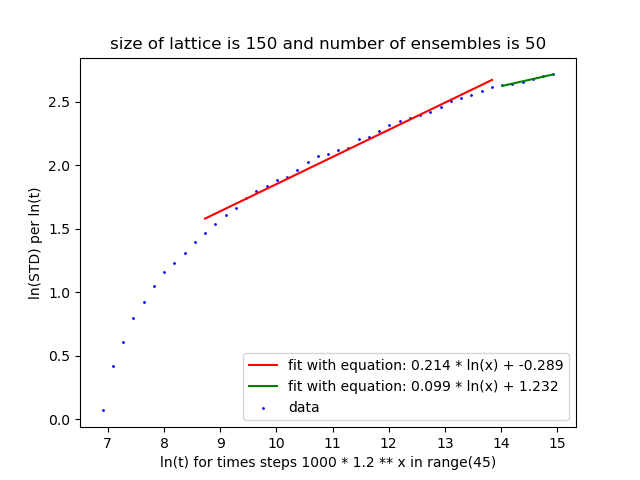 size of lattice is 150 and number of ensembles is 50
ln(STD) per ln(t)
2.5
2.0
1.5
1.0
0.5
0.0
fit with equation: 0.214 * ln(x) + -0.289
fit with equation: 0.099 * ln(x) + 1.232
data
7 8 9 10 11 12 13 14 15
ln(t) for times steps 1000 * 1.2 ** x in range(45)